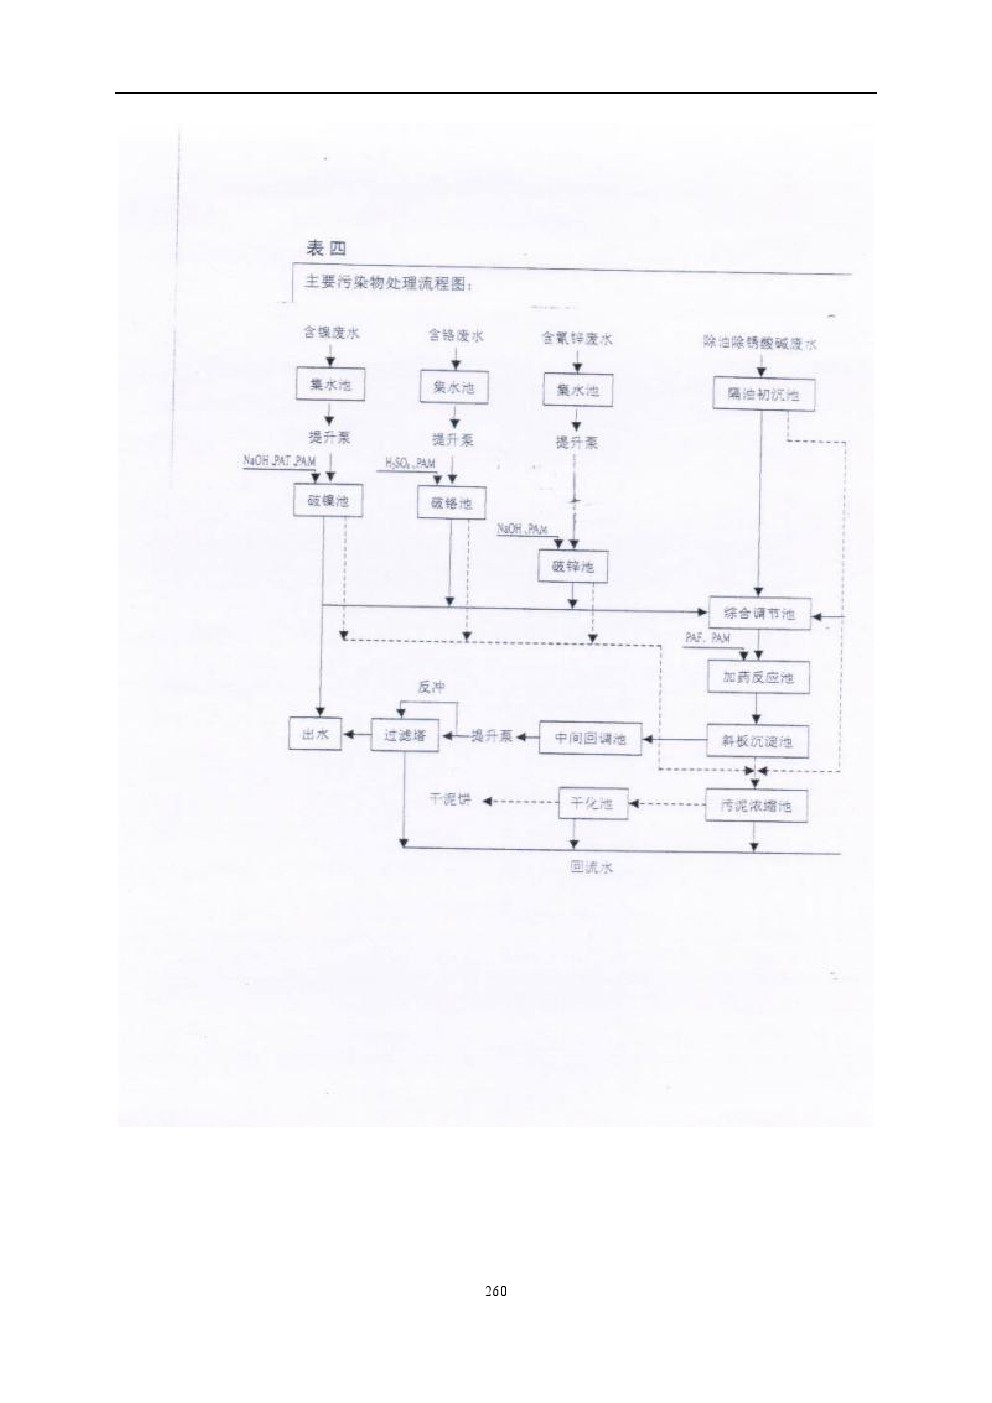 表四
主要污染物处理流程图：
含镍废水 含铬废水 含氰锌废水 除油除锈酸碱废水
集水池 集水池 集水池 隔油初沉池
提升泵 提升泵 提升泵
NaOH、PAT、PAM H₂SO₄、PAM
破镍池 破铬池
NaOH、PAM
破锌池
综合调节池
PAF、PAM
加药反应池
反冲
出水 过滤塔 提升泵 中间回调池 斜板沉淀池
干泥饼 干化池 污泥浓缩池
回流水
260